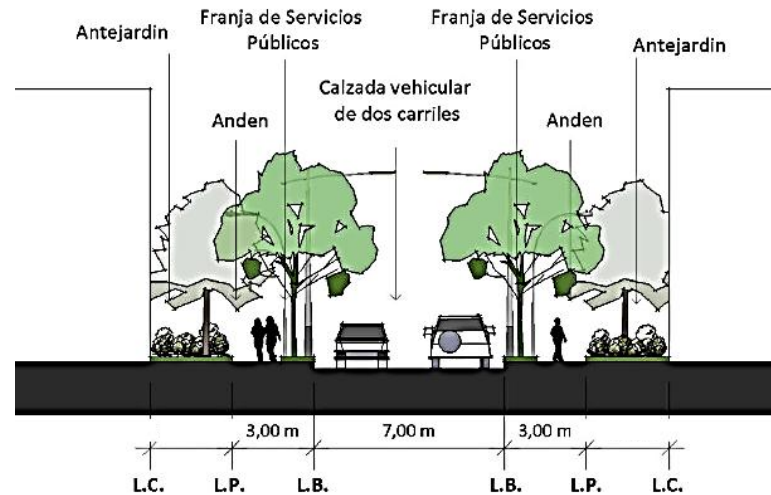 Franja de Servicios
Públicos
Franja de Servicios
Públicos
Antejardin
Antejardin
Calzada vehicular
de dos carriles
Anden
Anden
3,00 m
7,00 m
3,00 m
L.C.
L.P.
L.B.
L.B.
L.P.
L.C.